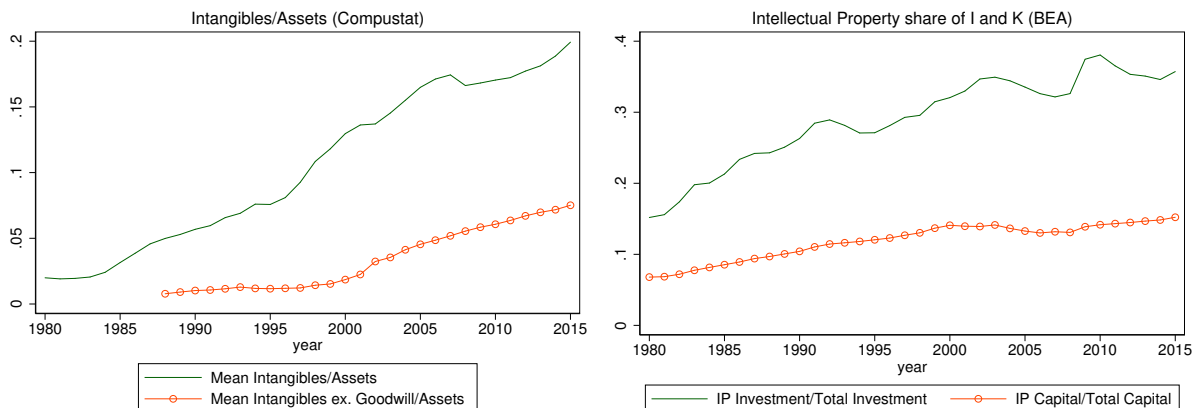 Intangibles/Assets (Compustat)
.2
.15
.1
.05
0
1980 1985 1990 1995 2000 2005 2010 2015
year
Mean Intangibles/Assets
Mean Intangibles ex. Goodwill/Assets
Intellectual Property share of I and K (BEA)
.4
.3
.2
.1
0
1980 1985 1990 1995 2000 2005 2010 2015
year
IP Investment/Total Investment IP Capital/Total Capital